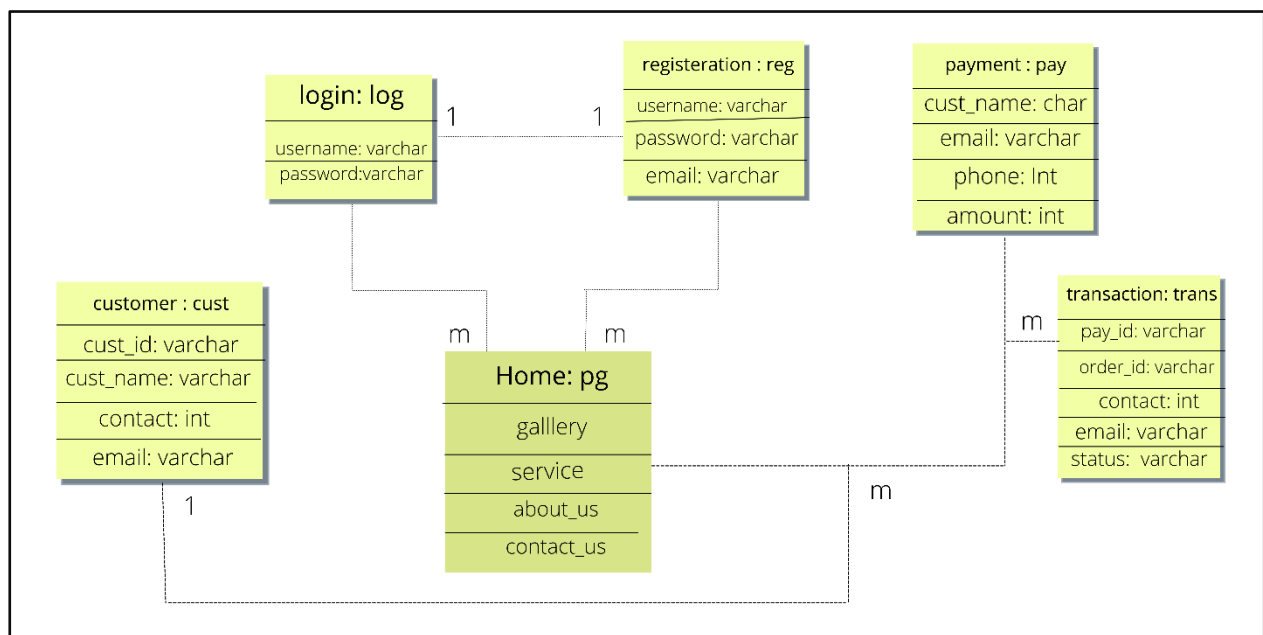 login: log
username: varchar
password:varchar
1
1
registeration : reg
username: varchar
password: varchar
email: varchar
payment : pay
cust_name: char
email: varchar
phone: Int
amount: int
customer : cust
cust_id: varchar
cust_name: varchar
contact: int
email: varchar
1
m
m
Home: pg
galllery
service
about_us
contact_us
m
m
transaction: trans
pay_id: varchar
order_id: varchar
contact: int
email: varchar
status: varchar